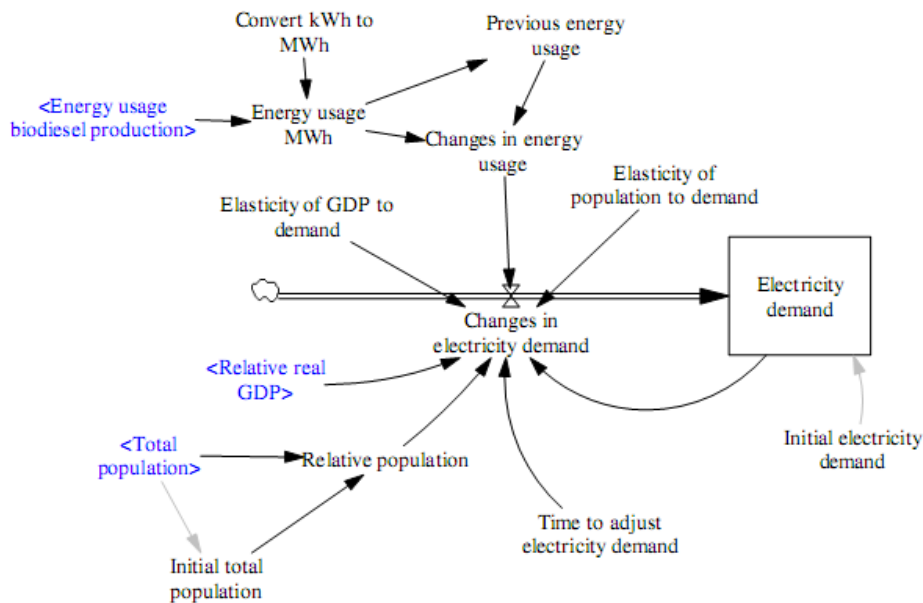 Convert kWh to
MWh
Previous energy
usage
<Energy usage
biodiesel production>
Energy usage
MWh
Changes in energy
usage
Elasticity of
population to demand
Elasticity of GDP to
demand
Electricity
demand
Changes in
electricity demand
<Relative real
GDP>
<Total
population>
Relative population
Initial electricity
demand
Time to adjust
electricity demand
Initial total
population